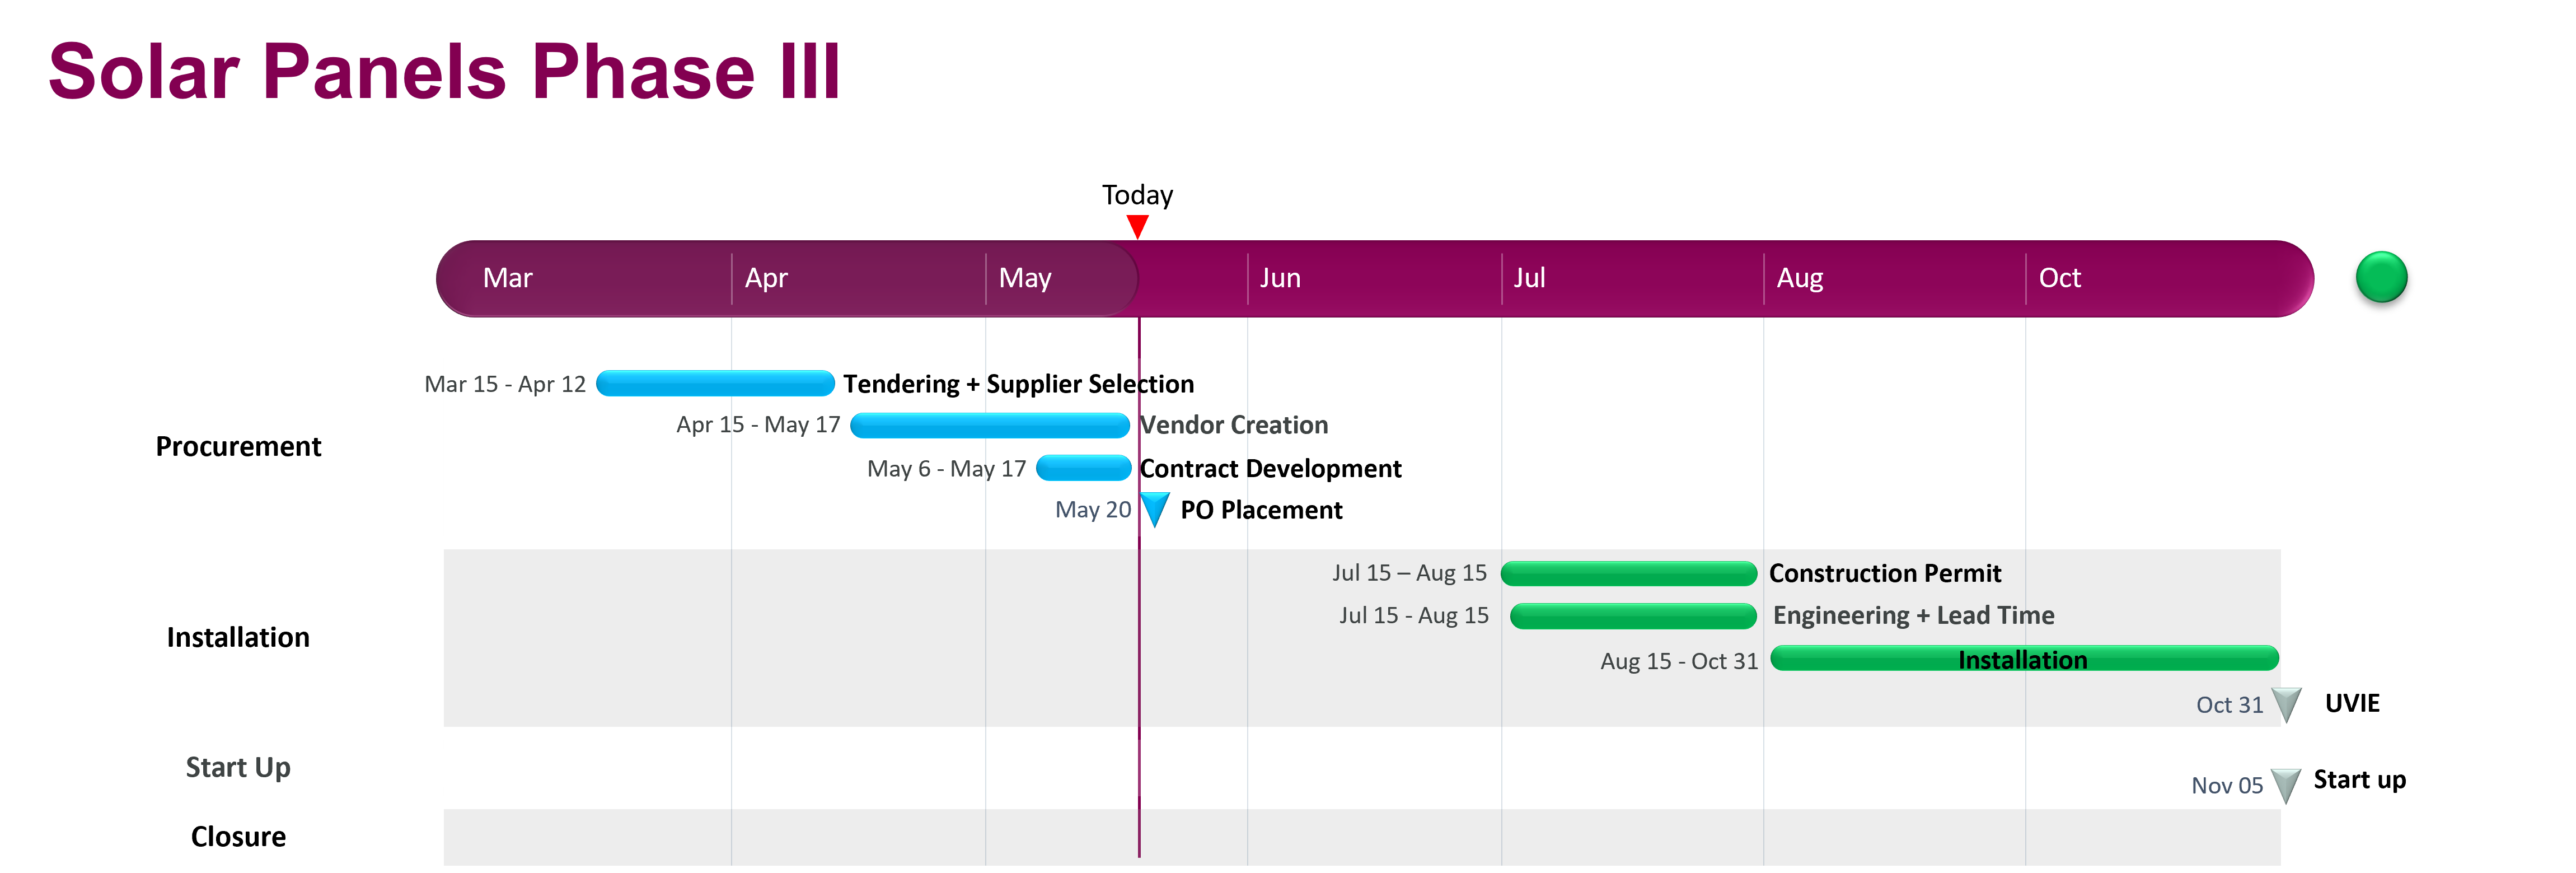 Solar Panels Phase III
Today
Mar Apr May Jun Jul Aug Oct
Procurement
Mar 15 - Apr 12 Tendering + Supplier Selection
Apr 15 - May 17 Vendor Creation
May 6 - May 17 Contract Development
May 20 PO Placement
Installation
Jul 15 – Aug 15 Construction Permit
Jul 15 - Aug 15 Engineering + Lead Time
Aug 15 - Oct 31 Installation
Oct 31 UVIE
Start Up
Nov 05 Start up
Closure